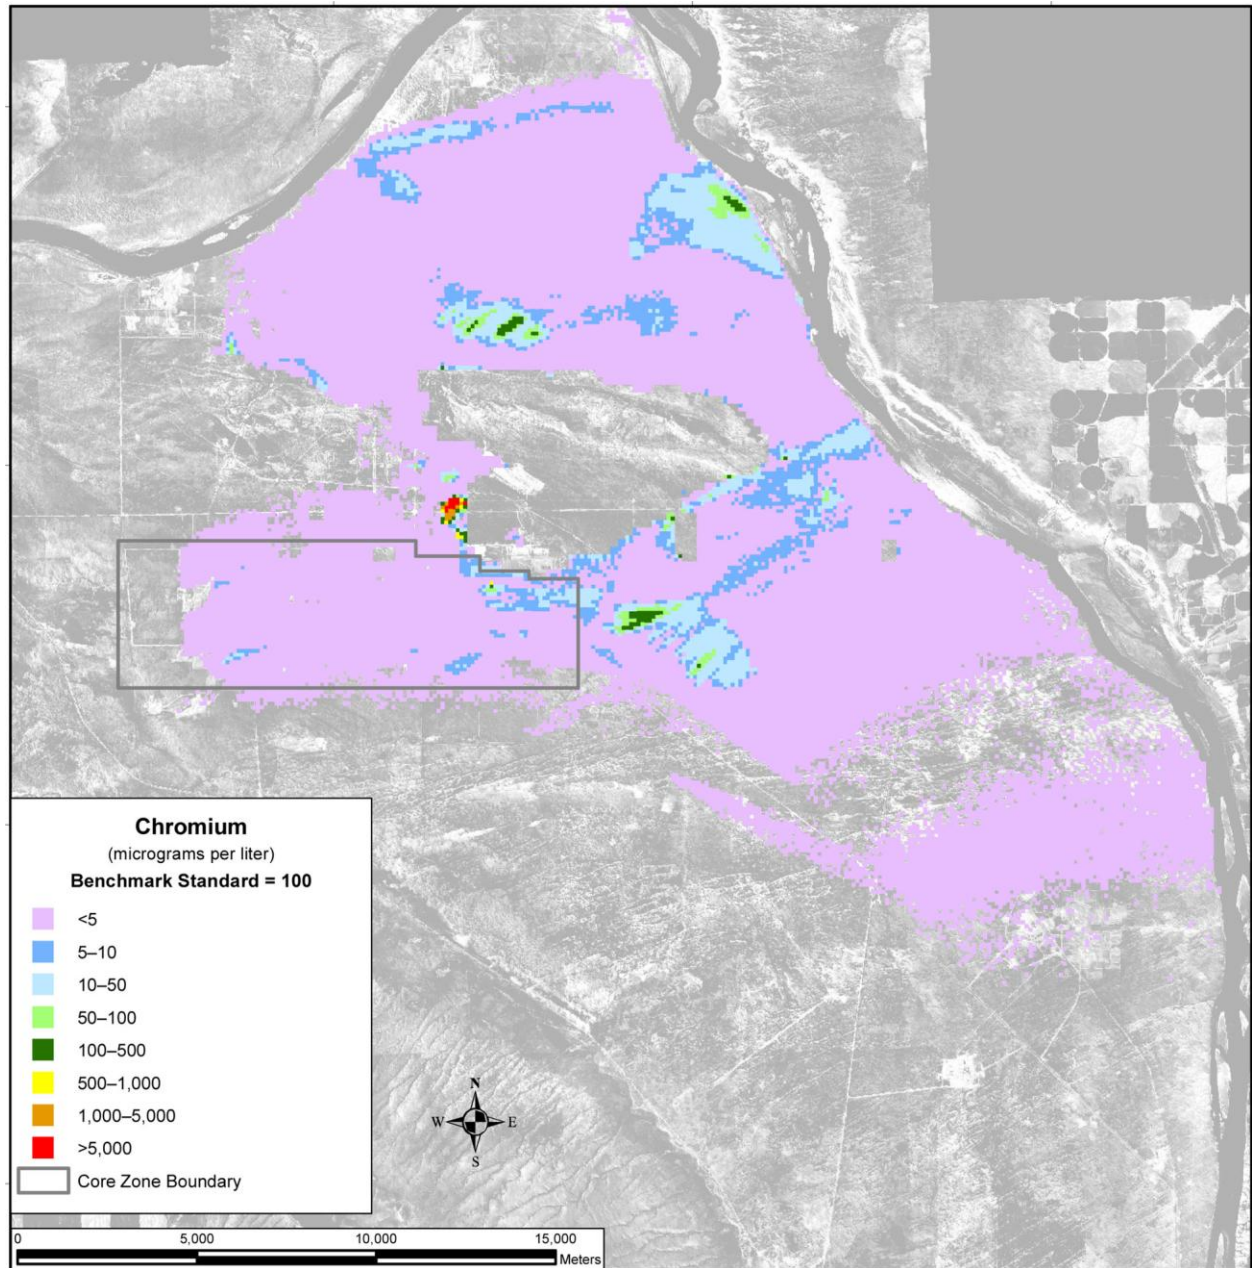 Chromium
(micrograms per liter)
Benchmark Standard = 100
<5
5–10
10–50
50–100
100–500
500–1,000
1,000–5,000
>5,000
Core Zone Boundary
N
W E
S
0 5,000 10,000 15,000
Meters